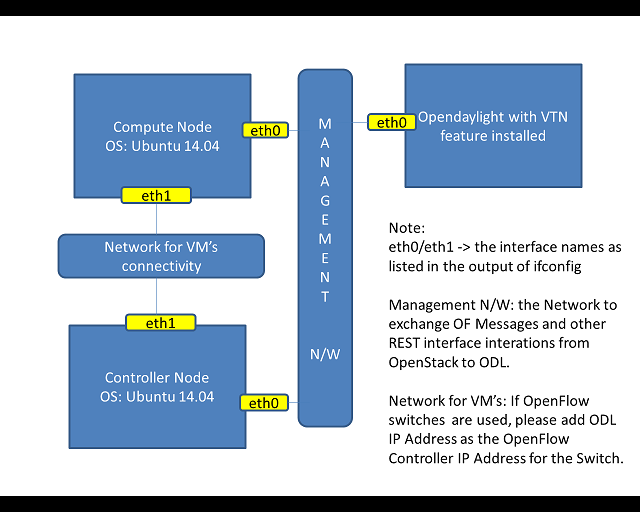 Compute Node
OS: Ubuntu 14.04
eth0
eth1
Network for VM's
connectivity
eth1
Controller Node
OS: Ubuntu 14.04
eth0
MANAGEMENT
N/W
eth0
Opendaylight with VTN
feature installed
Note:
eth0/eth1 -> the interface names as
listed in the output of ifconfig
Management N/W: the Network to
exchange OF Messages and other
REST interface interations from
OpenStack to ODL.
Network for VM's: If OpenFlow
switches are used, please add ODL
IP Address as the OpenFlow
Controller IP Address for the Switch.